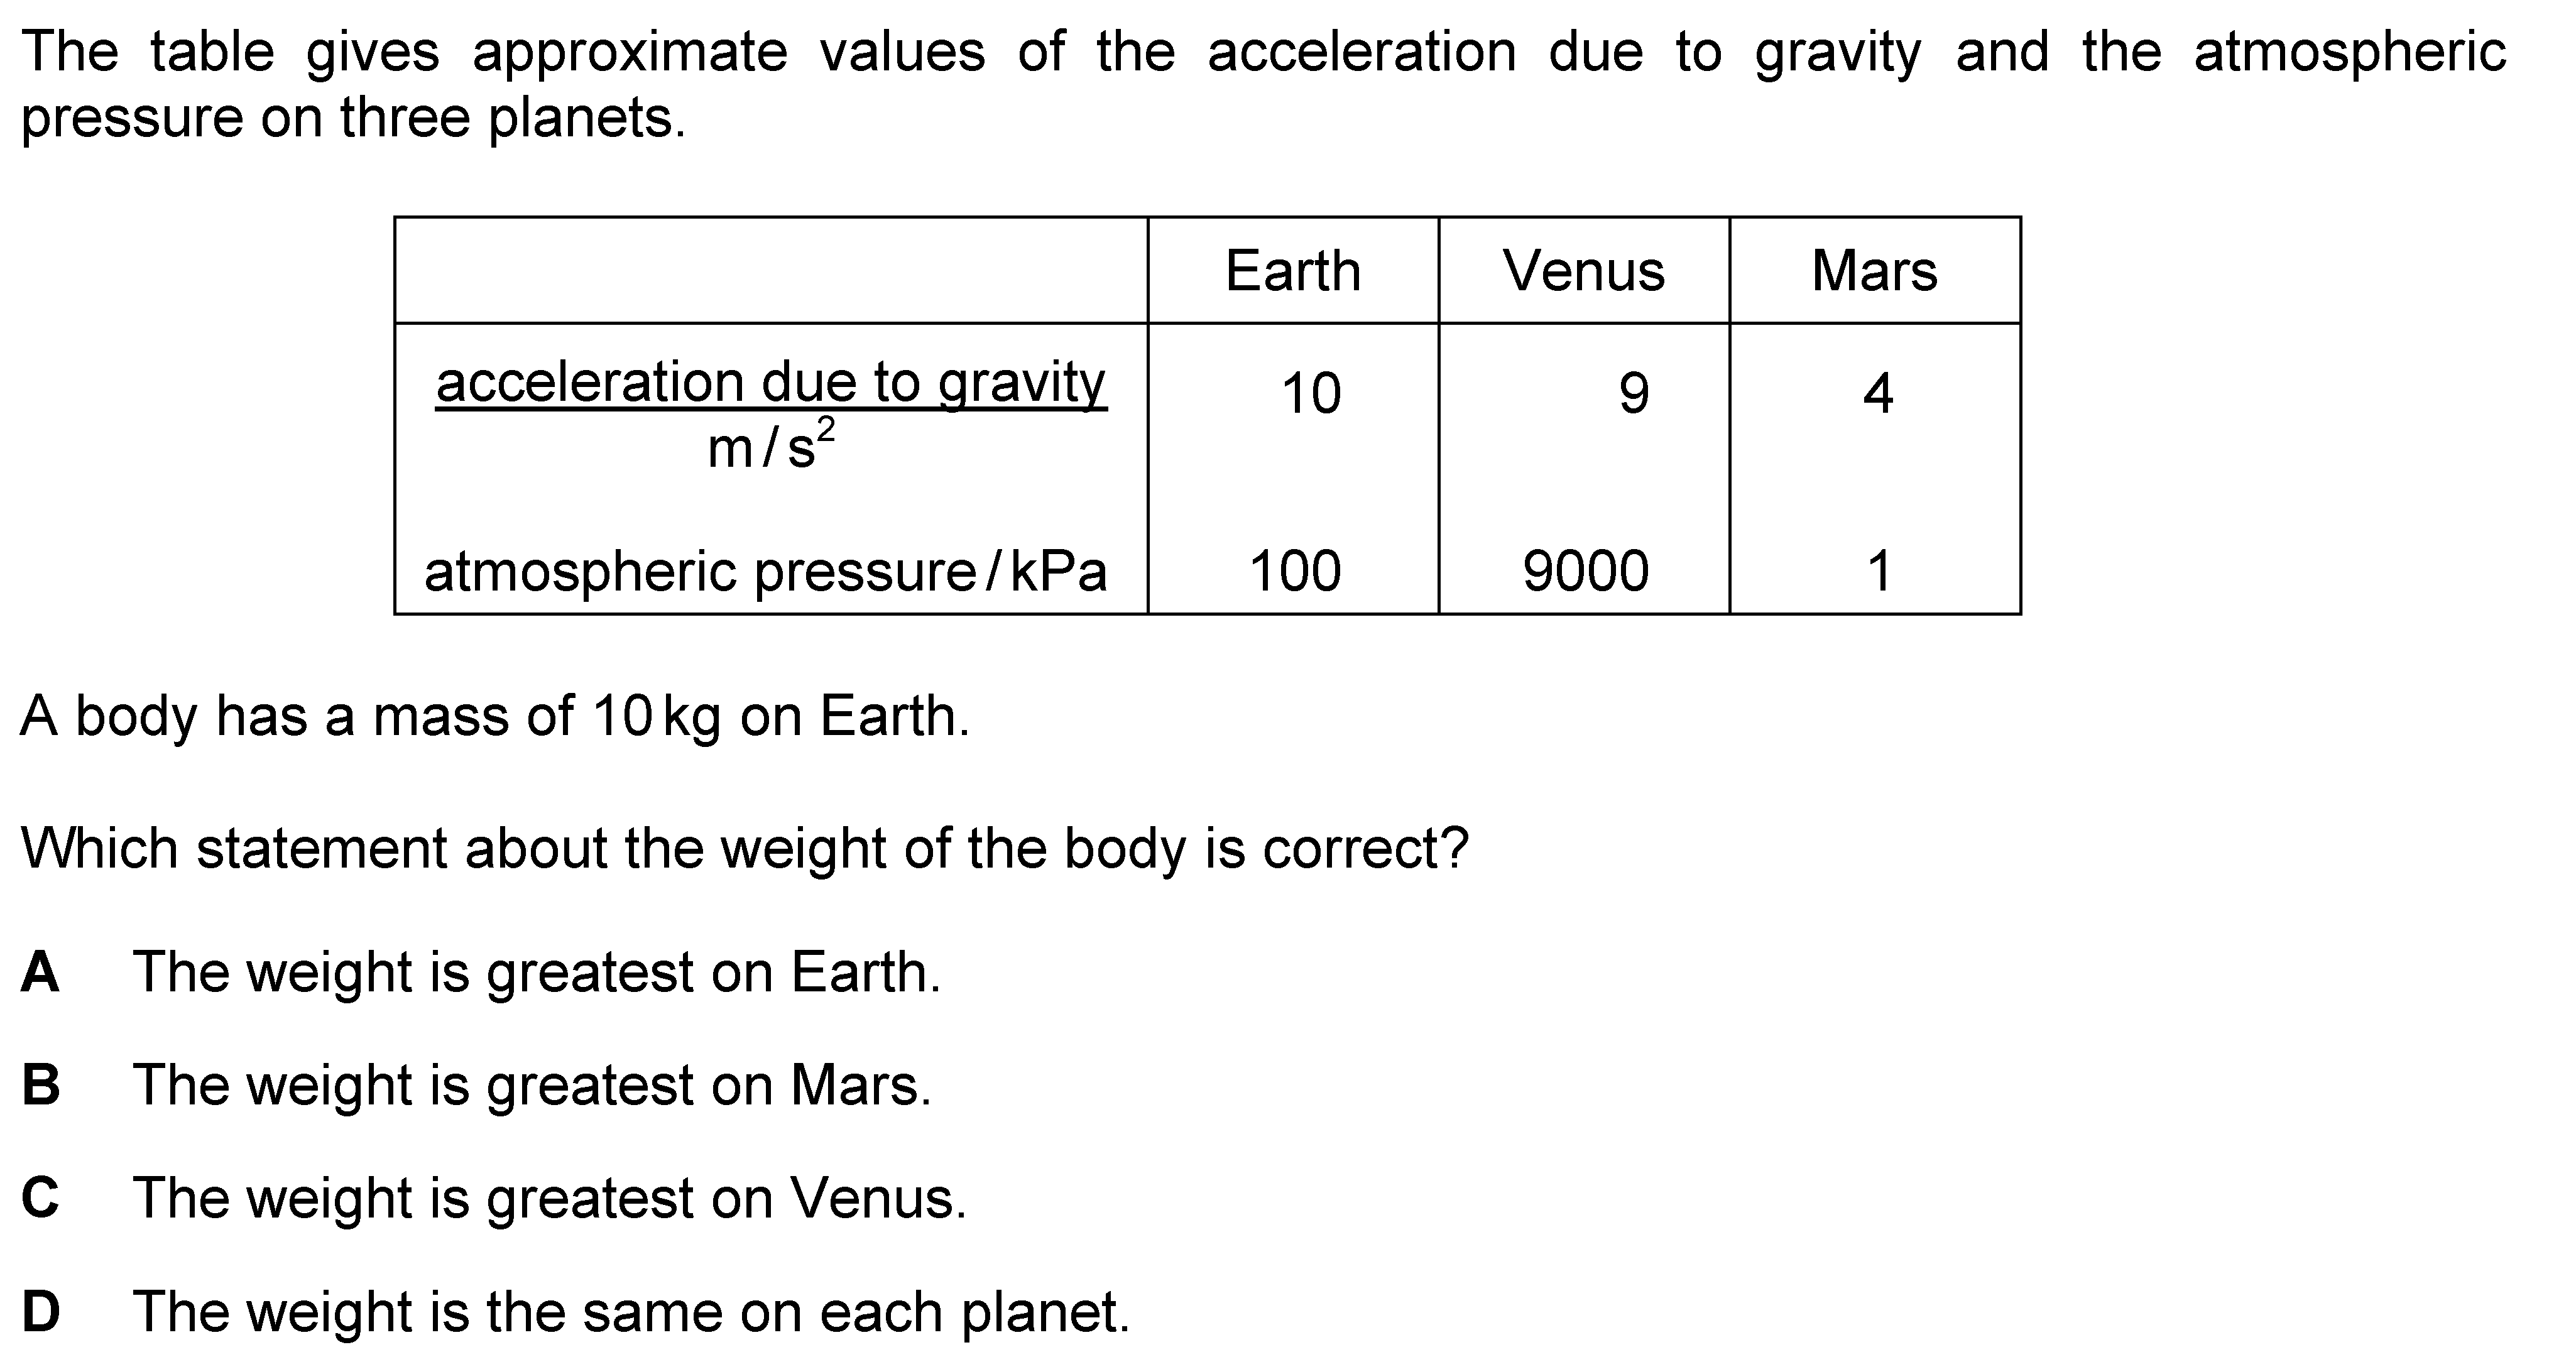 The table gives approximate values of the acceleration due to gravity and the atmospheric
pressure on three planets.
Earth Venus Mars
acceleration due to gravity 10 9 4
m / s²
atmospheric pressure / kPa 100 9000 1
A body has a mass of 10 kg on Earth.
Which statement about the weight of the body is correct?
A The weight is greatest on Earth.
B The weight is greatest on Mars.
C The weight is greatest on Venus.
D The weight is the same on each planet.